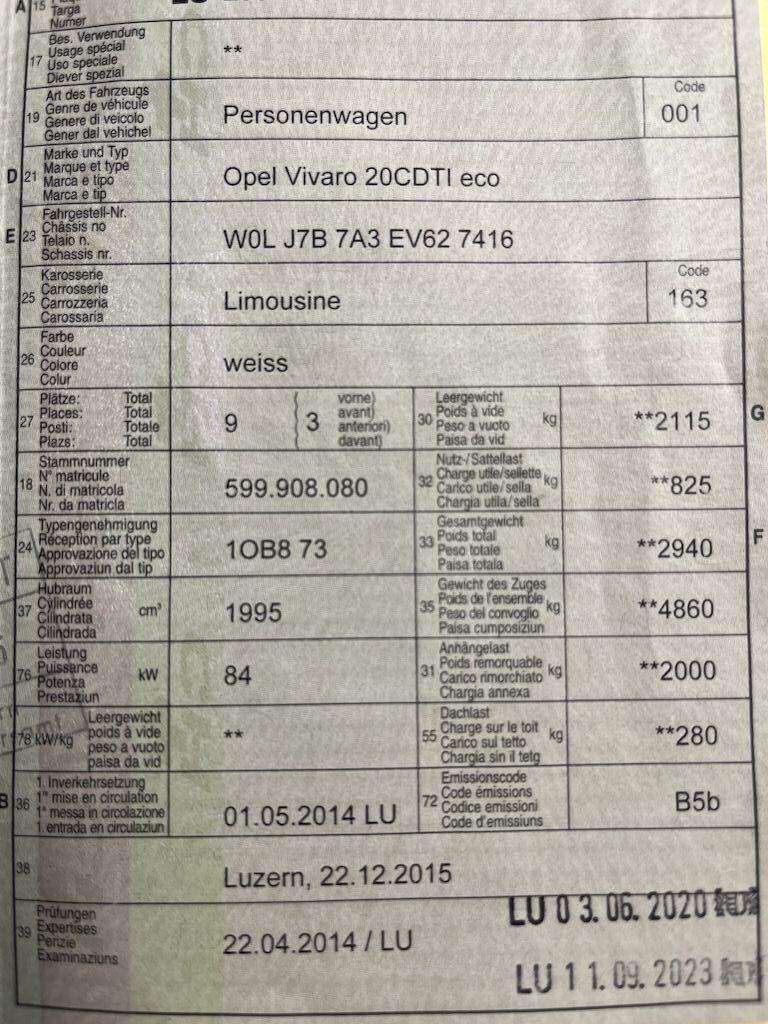 A 15 Targa
Numer
17 Bes. Verwendung
Usage spécial
Uso speciale
Diever spezial
**
19 Art des Fahrzeugs
Genre de véhicule
Genere di veicolo
Gener dal vehichel
Personenwagen
Code
001
D 21 Marke und Typ
Marque et type
Marca e tipo
Marca e tip
Opel Vivaro 20CDTI eco
E 23 Fahrgestell-Nr.
Châssis no
Telaio n.
Schassis nr.
W0L J7B 7A3 EV62 7416
25 Karosserie
Carrosserie
Carrozzeria
Carossaria
Limousine
Code
163
26 Farbe
Couleur
Colore
Colur
weiss
27 Plätze: Total
Places: Total
Posti: Totale
Plazs: Total
9
3
vorne)
avant)
anteriori)
davant)
30 Leergewicht
Poids à vide
Peso a vuoto
Paisa da vid
kg
**2115
G
18 Stammnummer
N° matricule
N. di matricola
Nr. da matricla
599.908.080
32 Nutz-/Sattellast
Charge utile/sellette
Carico utile/sella
Chargia utila/sella
kg
**825
24 Typengenehmigung
Réception par type
Approvazione del tipo
Approvaziun dal tip
1OB8 73
33 Gesamtgewicht
Poids total
Peso totale
Paisa totala
kg
**2940
F
37 Hubraum
Cylindrée
Cilindrata
Cilindrada
cm³
1995
35 Gewicht des Zuges
Poids de l'ensemble
Peso del convoglio
Paisa cumposiziun
kg
**4860
76 Leistung
Puissance
Potenza
Prestaziun
kW
84
31 Anhängelast
Poids remorquable
Carico rimorchiato
Chargia annexa
kg
**2000
78 kW/kg
Leergewicht
poids à vide
peso a vuoto
paisa da vid
**
55 Dachlast
Charge sur le toit
Carico sul tetto
Chargia sin il tetg
kg
**280
B 36 1. Inverkehrsetzung
1re mise en circulation
1a messa in circolazione
1. entrada en circulaziun
01.05.2014 LU
72 Emissionscode
Code émissions
Codice emissioni
Code d'emissiuns
B5b
38
Luzern, 22.12.2015
39 Prüfungen
Expertises
Perizie
Examinaziuns
22.04.2014 / LU
LU 0 3. 06. 2020
LU 1 1. 09. 2023